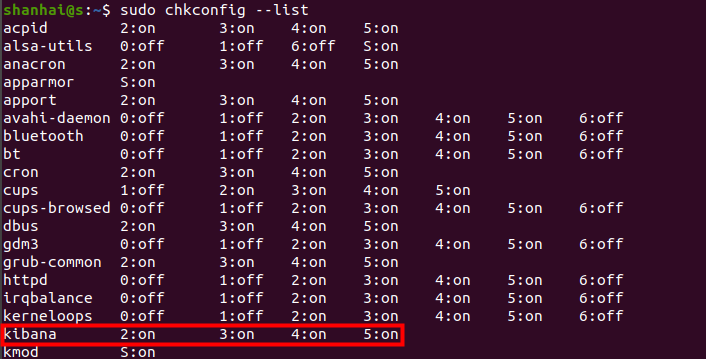 shanhai@s:~$ sudo chkconfig --list
acpid 2:on 3:on 4:on 5:on
alsa-utils 0:off 1:off 6:off S:on
anacron 2:on 3:on 4:on 5:on
apparmor S:on
apport 2:on 3:on 4:on 5:on
avahi-daemon 0:off 1:off 2:on 3:on 4:on 5:on 6:off
bluetooth 0:off 1:off 2:on 3:on 4:on 5:on 6:off
bt 0:off 1:off 2:on 3:on 4:on 5:on 6:off
cron 2:on 3:on 4:on 5:on
cups 1:off 2:on 3:on 4:on 5:on
cups-browsed 0:off 1:off 2:on 3:on 4:on 5:on 6:off
dbus 2:on 3:on 4:on 5:on
gdm3 0:off 1:off 2:on 3:on 4:on 5:on 6:off
grub-common 2:on 3:on 4:on 5:on
httpd 0:off 1:off 2:on 3:on 4:on 5:on 6:off
irqbalance 0:off 1:off 2:on 3:on 4:on 5:on 6:off
kerneloops 0:off 1:off 2:on 3:on 4:on 5:on 6:off
kibana 2:on 3:on 4:on 5:on
kmod S:on